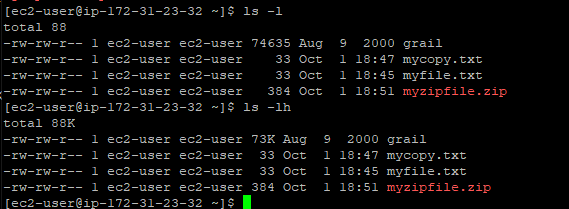 [ec2-user@ip-172-31-23-32 ~]$ ls -l
total 88
-rw-rw-r-- 1 ec2-user ec2-user 74635 Aug  9  2000 grail
-rw-rw-r-- 1 ec2-user ec2-user    33 Oct  1 18:47 mycopy.txt
-rw-rw-r-- 1 ec2-user ec2-user    33 Oct  1 18:45 myfile.txt
-rw-rw-r-- 1 ec2-user ec2-user   384 Oct  1 18:51 myzipfile.zip
[ec2-user@ip-172-31-23-32 ~]$ ls -lh
total 88K
-rw-rw-r-- 1 ec2-user ec2-user 73K Aug  9  2000 grail
-rw-rw-r-- 1 ec2-user ec2-user  33 Oct  1 18:47 mycopy.txt
-rw-rw-r-- 1 ec2-user ec2-user  33 Oct  1 18:45 myfile.txt
-rw-rw-r-- 1 ec2-user ec2-user 384 Oct  1 18:51 myzipfile.zip
[ec2-user@ip-172-31-23-32 ~]$